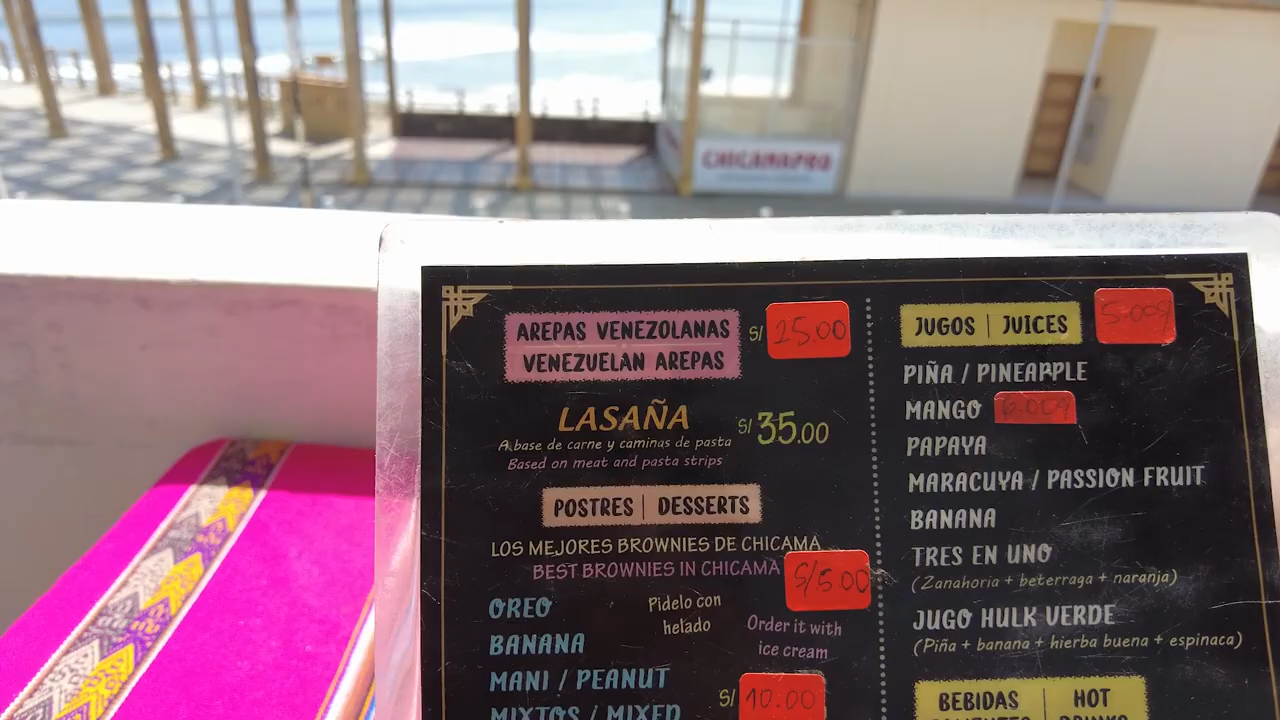 CHICAMAPRO
AREPAS VENEZOLANAS
VENEZUELAN AREPAS
S/ 25.00
LASAÑA
A base de carne y caminas de pasta
Based on meat and pasta strips
S/ 35.00
POSTRES | DESSERTS
LOS MEJORES BROWNIES DE CHICAMA
BEST BROWNIES IN CHICAMA
S/5.00
OREO
BANANA
MANI / PEANUT
MIXTOS / MIXED
Pidelo con
helado
Order it with
ice cream
S/ 10.00
JUGOS | JUICES
PIÑA / PINEAPPLE
MANGO
PAPAYA
MARACUYA / PASSION FRUIT
BANANA
TRES EN UNO
(Zanahoria + beterraga + naranja)
JUGO HULK VERDE
(Piña + banana + hierba buena + espinaca)
BEBIDAS | HOT